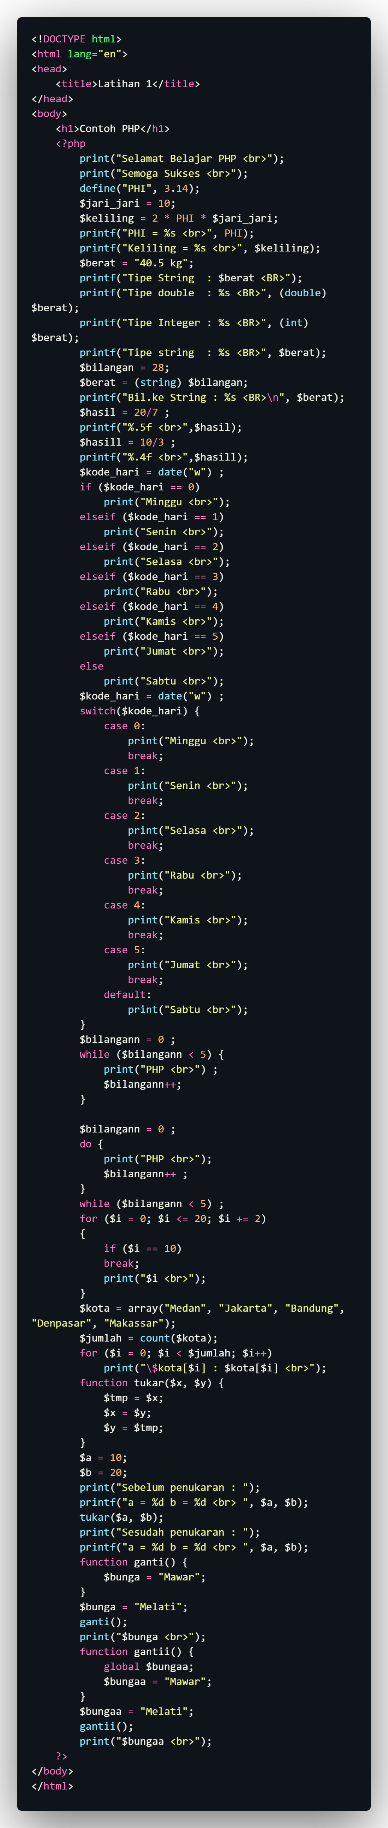 <!DOCTYPE html>
<html lang="en">
<head>
    <title>Latihan 1</title>
</head>
<body>
    <h1>Contoh PHP</h1>
    <?php
        print("Selamat Belajar PHP <br>");
        print("Semoga Sukses <br>");
        define("PHI", 3.14);
        $jari_jari = 10;
        $keliling = 2 * PHI * $jari_jari;
        printf("PHI = %s <br>", PHI);
        printf("Keliling = %s <br>", $keliling);
        $berat = "40.5 kg";
        printf("Tipe String  : $berat <BR>");
        printf("Tipe double  : %s <BR>", (double)
$berat);
        printf("Tipe Integer : %s <BR>", (int)
$berat);
        printf("Tipe string  : %s <BR>", $berat);
        $bilangan = 28;
        $berat = (string) $bilangan;
        printf("Bil.ke String : %s <BR>\n", $berat);
        $hasil = 20/7 ;
        printf("%.5f <br>",$hasil);
        $hasill = 10/3 ;
        printf("%.4f <br>",$hasill);
        $kode_hari = date("w") ;
        if ($kode_hari == 0)
            print("Minggu <br>");
        elseif ($kode_hari == 1)
            print("Senin <br>");
        elseif ($kode_hari == 2)
            print("Selasa <br>");
        elseif ($kode_hari == 3)
            print("Rabu <br>");
        elseif ($kode_hari == 4)
            print("Kamis <br>");
        elseif ($kode_hari == 5)
            print("Jumat <br>");
        else
            print("Sabtu <br>");
        $kode_hari = date("w") ;
        switch($kode_hari) {
            case 0:
                print("Minggu <br>");
                break;
            case 1:
                print("Senin <br>");
                break;
            case 2:
                print("Selasa <br>");
                break;
            case 3:
                print("Rabu <br>");
                break;
            case 4:
                print("Kamis <br>");
                break;
            case 5:
                print("Jumat <br>");
                break;
            default:
                print("Sabtu <br>");
        }
        $bilangann = 0 ;
        while ($bilangann < 5) {
            print("PHP <br>") ;
            $bilangann++;
        }

        $bilangann = 0 ;
        do {
            print("PHP <br>");
            $bilangann++ ;
        }
        while ($bilangann < 5) ;
        for ($i = 0; $i <= 20; $i += 2)
        {
            if ($i == 10)
            break;
            print("$i <br>");
        }
        $kota = array("Medan", "Jakarta", "Bandung",
"Denpasar", "Makassar");
        $jumlah = count($kota);
        for ($i = 0; $i < $jumlah; $i++)
            print("\$kota[$i] : $kota[$i] <br>");
        function tukar($x, $y) {
            $tmp = $x;
            $x = $y;
            $y = $tmp;
        }
        $a = 10;
        $b = 20;
        print("Sebelum penukaran : ");
        printf("a = %d b = %d <br> ", $a, $b);
        tukar($a, $b);
        print("Sesudah penukaran : ");
        printf("a = %d b = %d <br> ", $a, $b);
        function ganti() {
            $bunga = "Mawar";
        }
        $bunga = "Melati";
        ganti();
        print("$bunga <br>");
        function gantii() {
            global $bungaa;
            $bungaa = "Mawar";
        }
        $bungaa = "Melati";
        gantii();
        print("$bungaa <br>");
    ?>
</body>
</html>